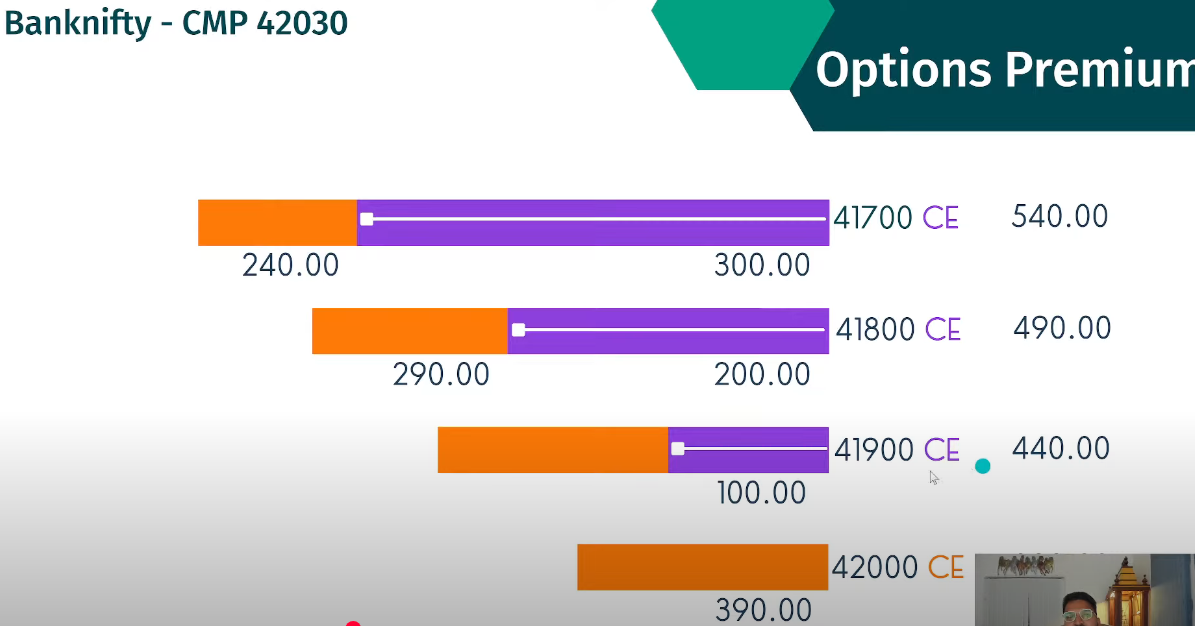 Banknifty - CMP 42030
Options Premium
41700 CE 540.00
240.00 300.00
41800 CE 490.00
290.00 200.00
41900 CE 440.00
100.00
42000 CE
390.00